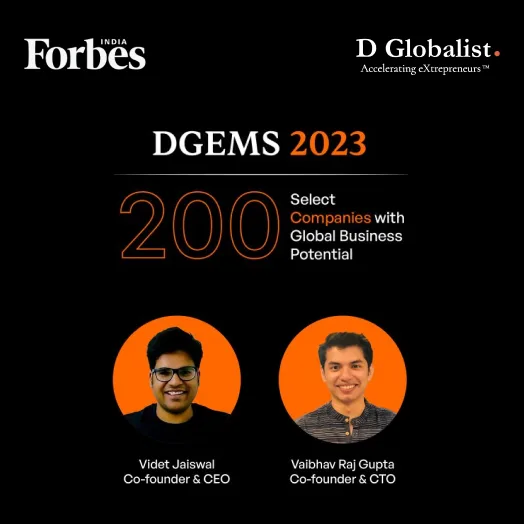 Forbes
INDIA
D Globalist.
Accelerating eXtrepreneurs™
DGEMS 2023
200
Select
Companies with
Global Business
Potential
Videt Jaiswal
Co-founder & CEO
Vaibhav Raj Gupta
Co-founder & CTO